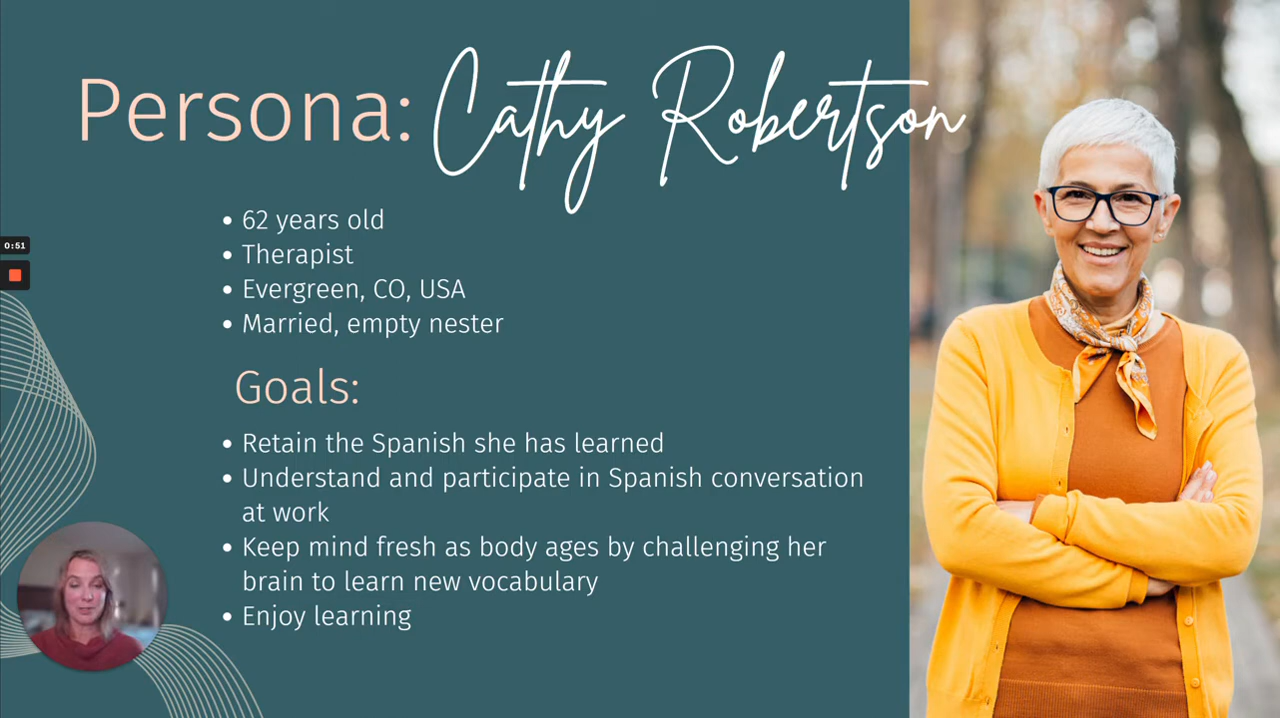 Persona: Cathy Robertson
• 62 years old
• Therapist
• Evergreen, CO, USA
• Married, empty nester
0:51
Goals:
• Retain the Spanish she has learned
• Understand and participate in Spanish conversation
at work
• Keep mind fresh as body ages by challenging her
brain to learn new vocabulary
• Enjoy learning